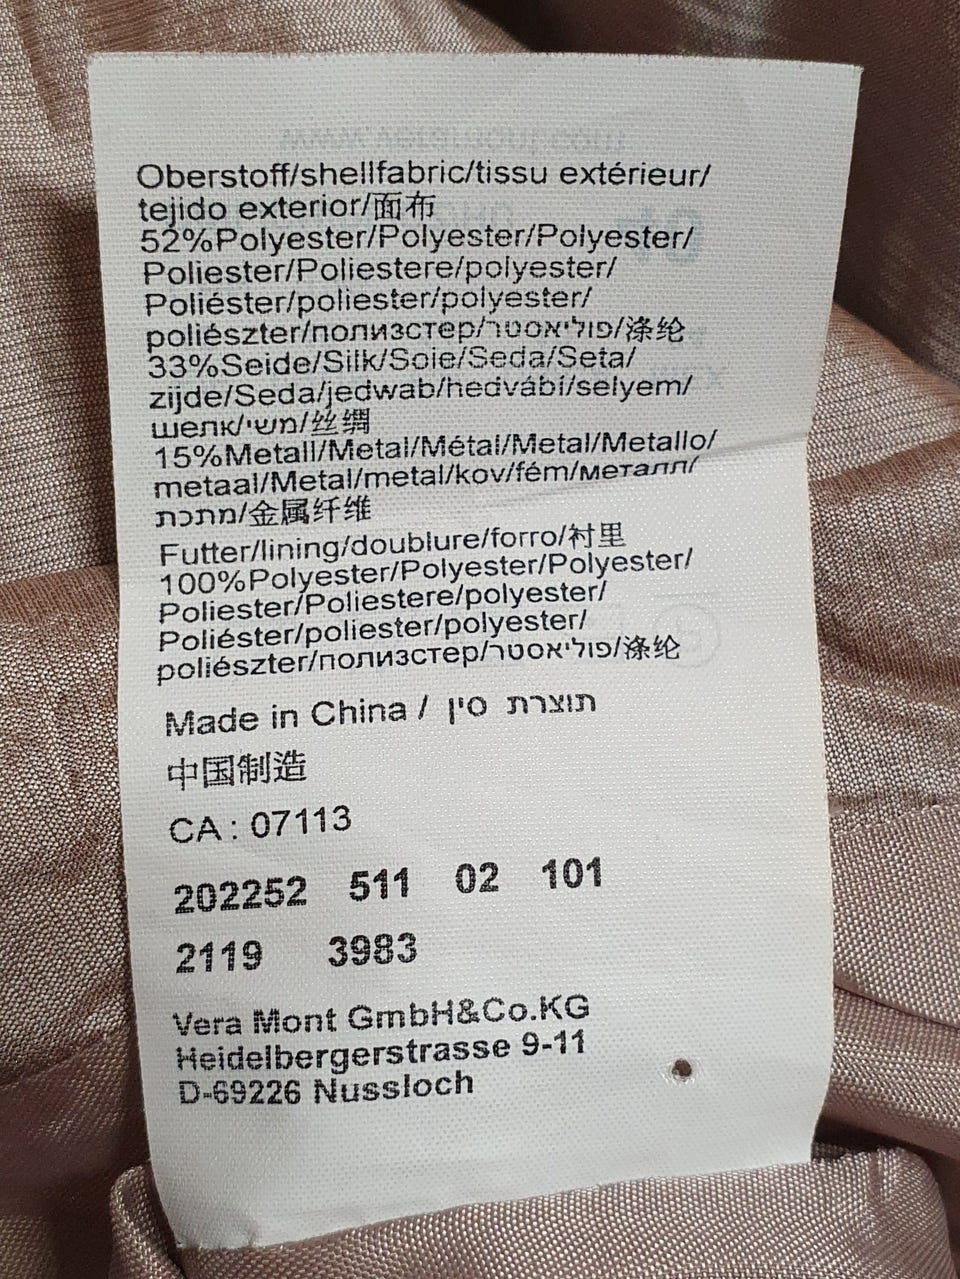 Oberstoff/shellfabric/tissu extérieur/
tejido exterior/面布
52%Polyester/Polyester/Polyester/
Poliester/Poliestere/polyester/
Poliéster/poliester/polyester/
poliészter/полиэстер/פוליאסטר/涤纶
33%Seide/Silk/Soie/Seda/Seta/
zijde/Seda/jedwab/hedvábí/selyem/
шелк/משי/丝绸
15%Metall/Metal/Métal/Metal/Metallo/
metaal/Metal/metal/kov/fém/металл/
מתכת/金属纤维
Futter/lining/doublure/forro/衬里
100%Polyester/Polyester/Polyester/
Poliester/Poliestere/polyester/
Poliéster/poliester/polyester/
poliészter/полиэстер/פוליאסטר/涤纶
Made in China / תוצרת סין
中国制造
CA : 07113
202252 511 02 101
2119 3983
Vera Mont GmbH&Co.KG
Heidelbergerstrasse 9-11
D-69226 Nussloch